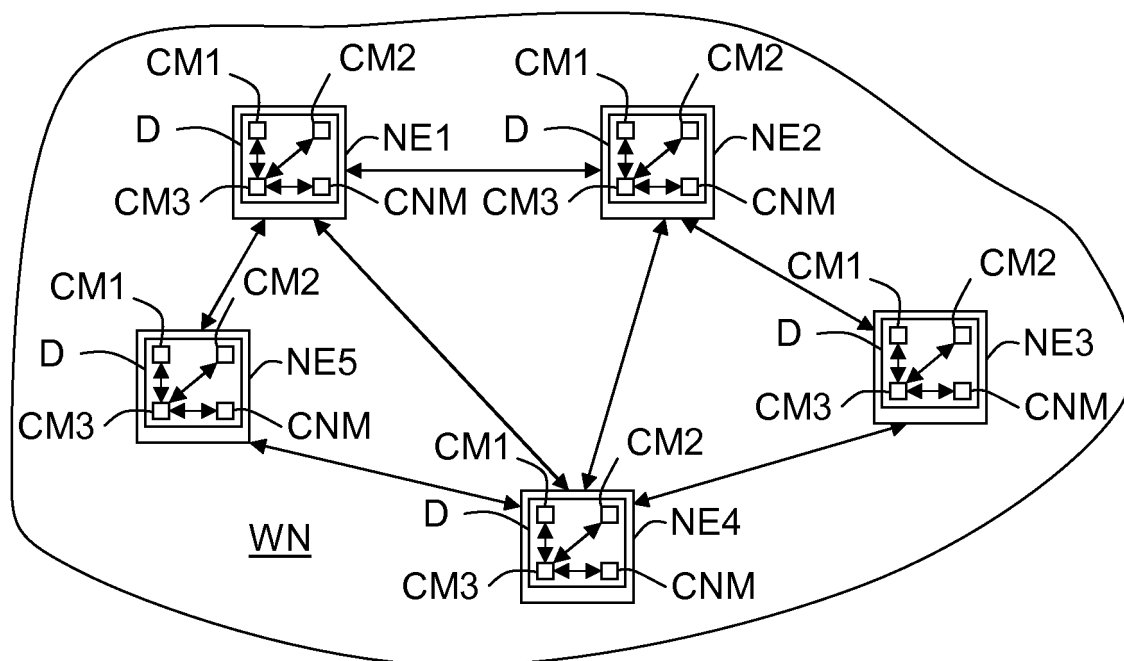 CM1 CM2 CM1 CM2
D NE1 D NE2
CM3 CNM CM3 CNM
CM1 CM2 CM1 CM2
D NE5 D NE3
CM3 CNM CM3 CNM
CM1 CM2
D NE4
WN
CM3 CNM